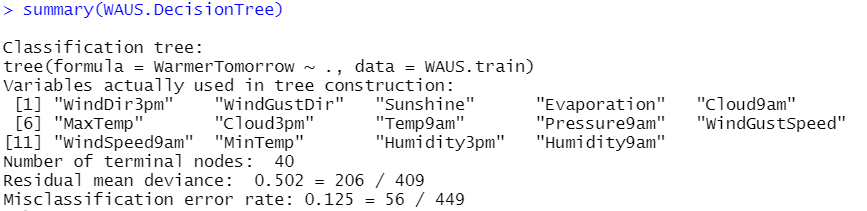 > summary(WAUS.DecisionTree)
Classification tree:
tree(formula = WarmerTomorrow ~ ., data = WAUS.train)
Variables actually used in tree construction:
[1] "WindDir3pm" "WindGustDir" "Sunshine" "Evaporation" "Cloud9am"
[6] "MaxTemp" "Cloud3pm" "Temp9am" "Pressure9am" "WindGustSpeed"
[11] "WindSpeed9am" "MinTemp" "Humidity3pm" "Humidity9am"
Number of terminal nodes: 40
Residual mean deviance: 0.502 = 206 / 409
Misclassification error rate: 0.125 = 56 / 449